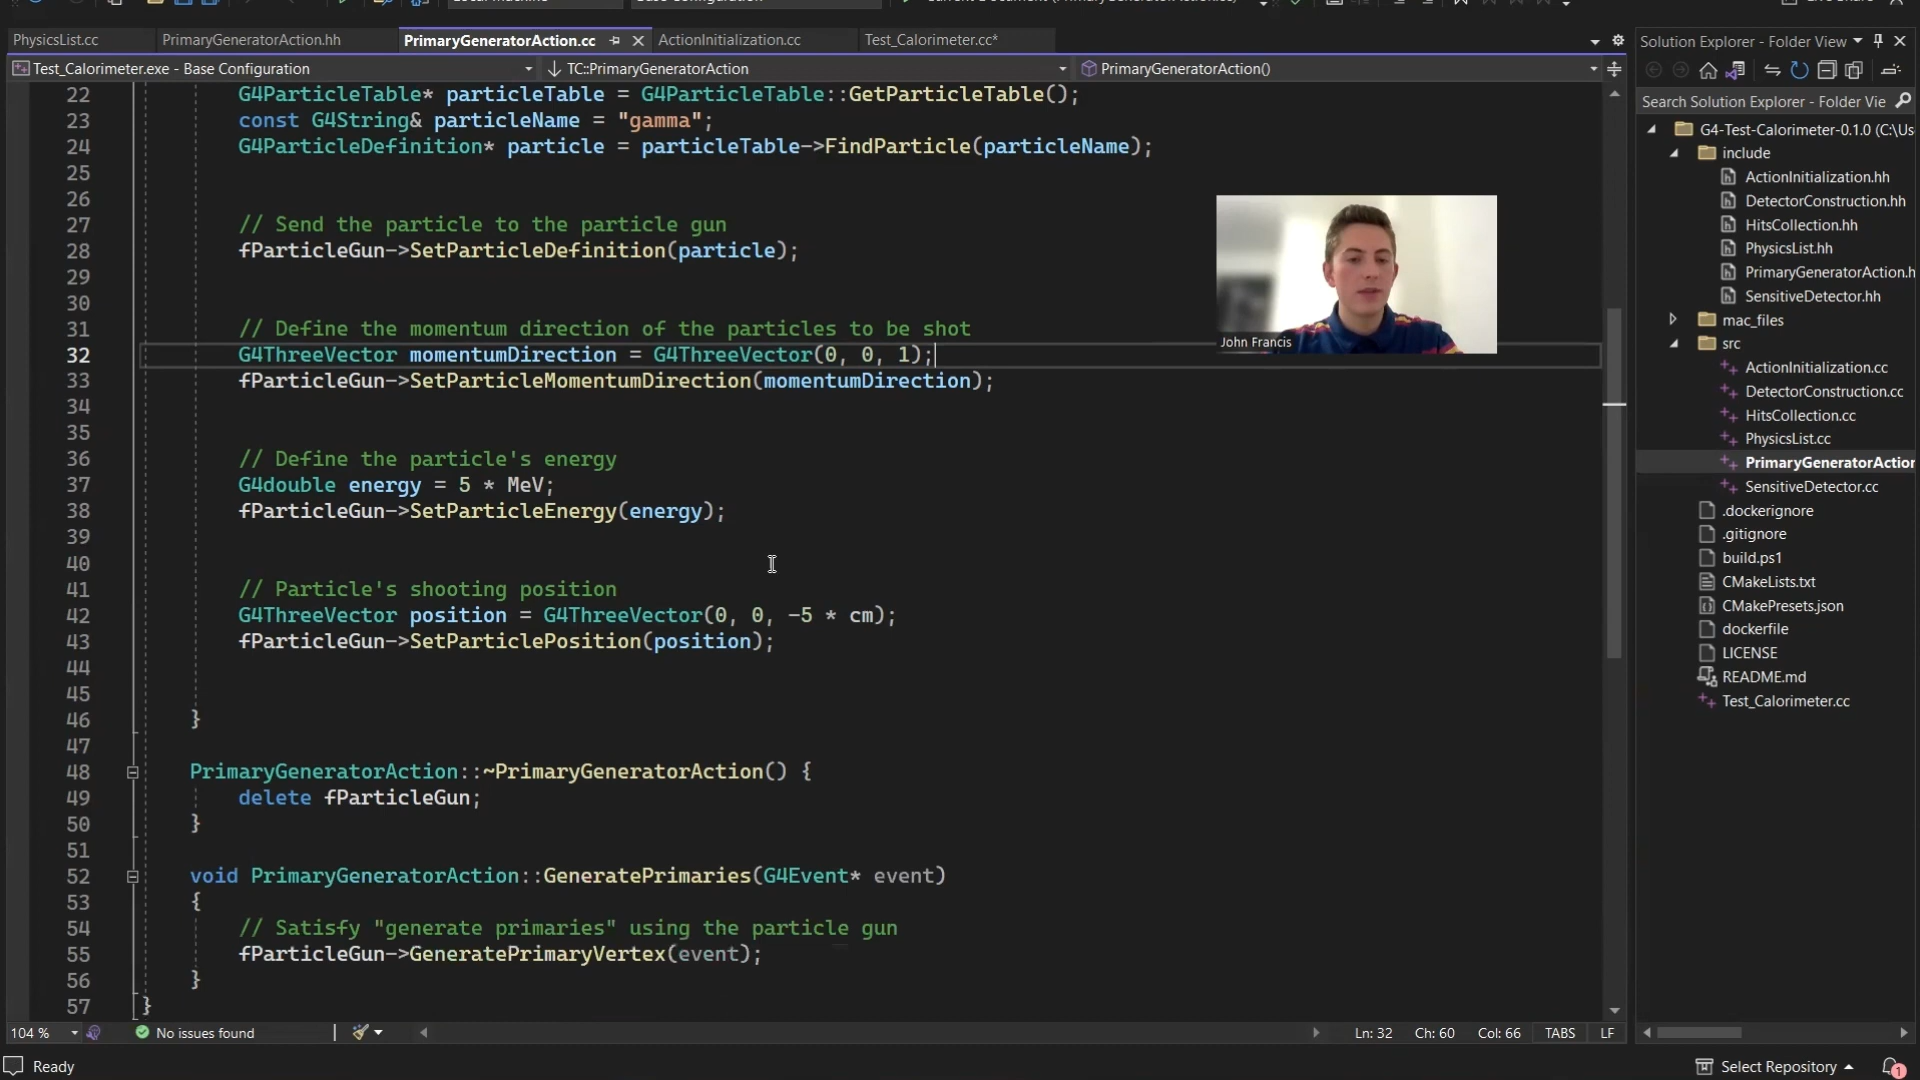 PhysicsList.cc
PrimaryGeneratorAction.hh
PrimaryGeneratorAction.cc
ActionInitialization.cc
Test_Calorimeter.cc*
Test_Calorimeter.exe - Base Configuration
TC::PrimaryGeneratorAction
PrimaryGeneratorAction()
22 G4ParticleTable* particleTable = G4ParticleTable::GetParticleTable();
23 const G4String& particleName = "gamma";
24 G4ParticleDefinition* particle = particleTable->FindParticle(particleName);
25
26
27 // Send the particle to the particle gun
28 fParticleGun->SetParticleDefinition(particle);
29
30
31 // Define the momentum direction of the particles to be shot
32 G4ThreeVector momentumDirection = G4ThreeVector(0, 0, 1);
33 fParticleGun->SetParticleMomentumDirection(momentumDirection);
34
35
36 // Define the particle's energy
37 G4double energy = 5 * MeV;
38 fParticleGun->SetParticleEnergy(energy);
39
40
41 // Particle's shooting position
42 G4ThreeVector position = G4ThreeVector(0, 0, -5 * cm);
43 fParticleGun->SetParticlePosition(position);
44
45
46 }
47
48 PrimaryGeneratorAction::~PrimaryGeneratorAction() {
49 delete fParticleGun;
50 }
51
52 void PrimaryGeneratorAction::GeneratePrimaries(G4Event* event)
53 {
54 // Satisfy "generate primaries" using the particle gun
55 fParticleGun->GeneratePrimaryVertex(event);
56 }
57 }
John Francis
104 %
No issues found
Ln: 32 Ch: 60 Col: 66 TABS LF
Ready
Solution Explorer - Folder View
Search Solution Explorer - Folder Vie
G4-Test-Calorimeter-0.1.0 (C:\Us
include
ActionInitialization.hh
DetectorConstruction.hh
HitsCollection.hh
PhysicsList.hh
PrimaryGeneratorAction.h
SensitiveDetector.hh
mac_files
src
ActionInitialization.cc
DetectorConstruction.cc
HitsCollection.cc
PhysicsList.cc
PrimaryGeneratorAction
SensitiveDetector.cc
.dockerignore
.gitignore
build.ps1
CMakeLists.txt
CMakePresets.json
dockerfile
LICENSE
README.md
Test_Calorimeter.cc
Select Repository
1